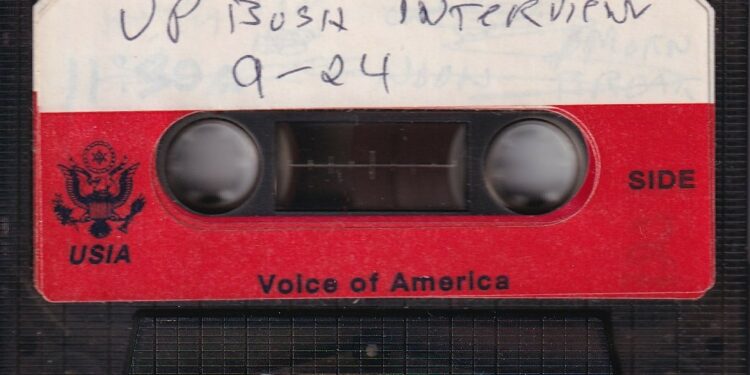 VP BUSH INTERVIEW
9-24
USIA
SIDE
Voice of America